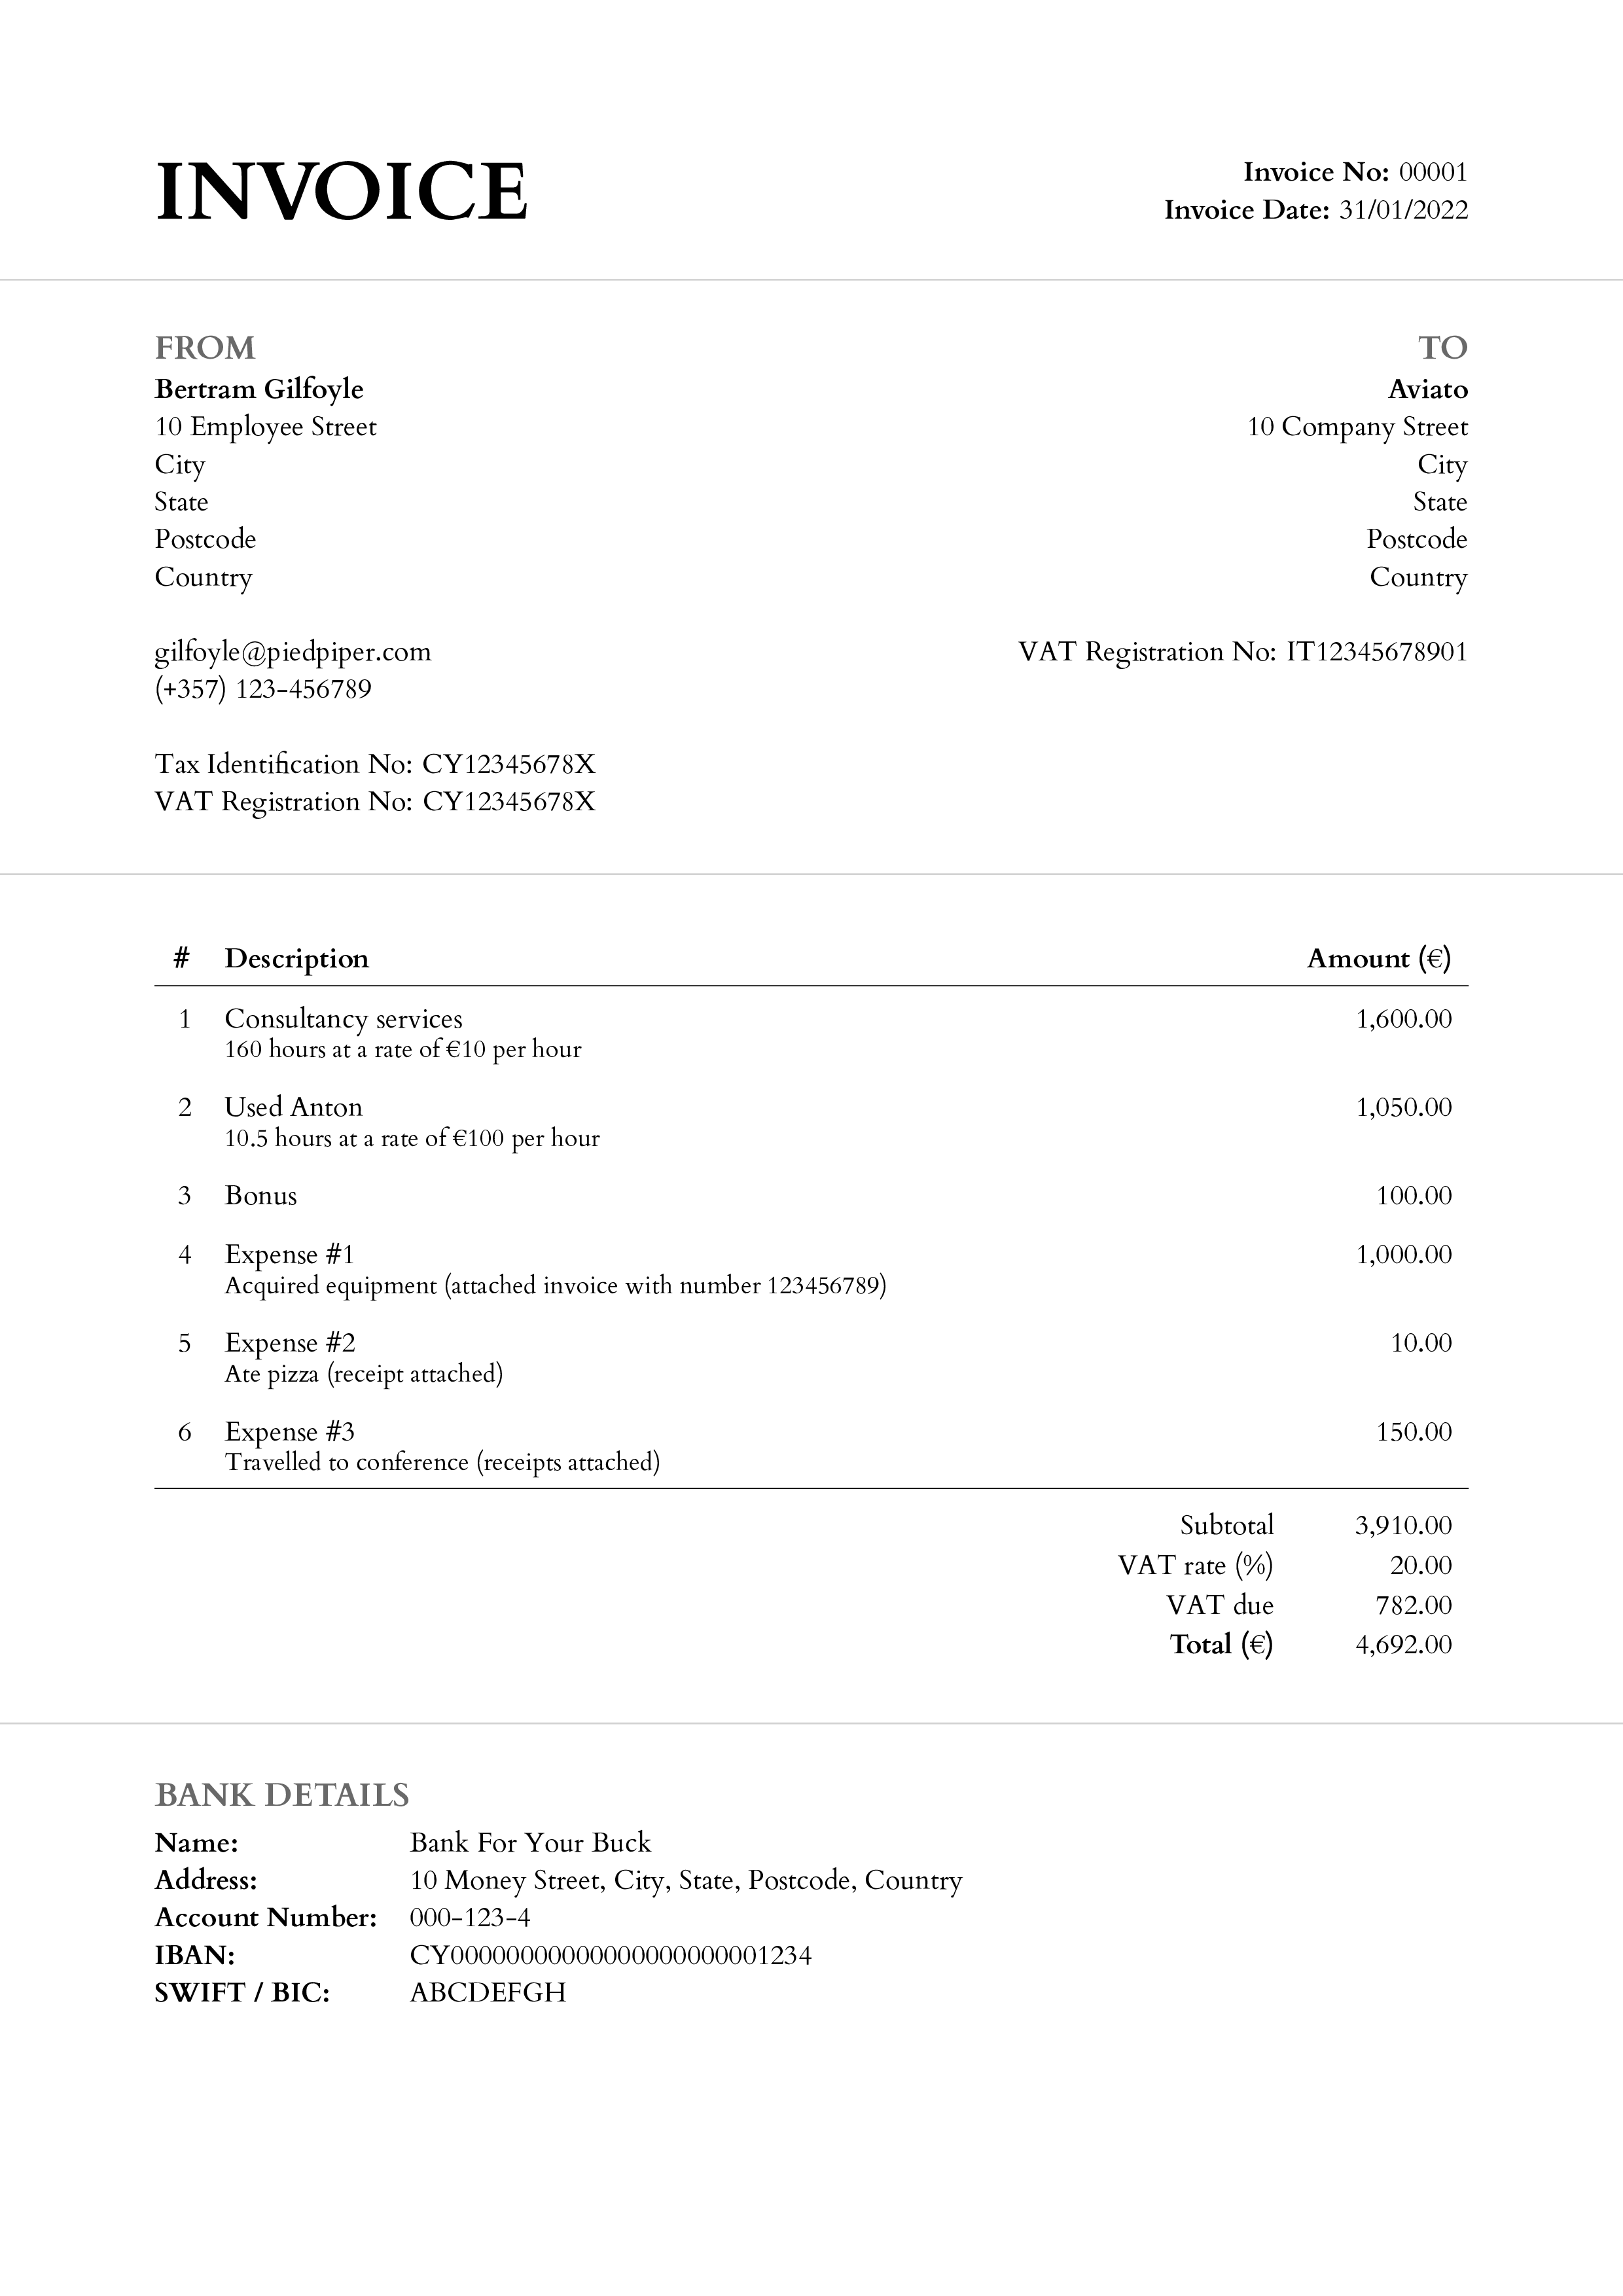 INVOICE
Invoice No: 00001
Invoice Date: 31/01/2022
FROM
Bertram Gilfoyle
10 Employee Street
City
State
Postcode
Country
gilfoyle@piedpiper.com
(+357) 123-456789
Tax Identification No: CY12345678X
VAT Registration No: CY12345678X
TO
Aviato
10 Company Street
City
State
Postcode
Country
VAT Registration No: IT12345678901
# Description Amount (€)
1 Consultancy services 1,600.00
160 hours at a rate of €10 per hour
2 Used Anton 1,050.00
10.5 hours at a rate of €100 per hour
3 Bonus 100.00
4 Expense #1 1,000.00
Acquired equipment (attached invoice with number 123456789)
5 Expense #2 10.00
Ate pizza (receipt attached)
6 Expense #3 150.00
Travelled to conference (receipts attached)
Subtotal 3,910.00
VAT rate (%) 20.00
VAT due 782.00
Total (€) 4,692.00
BANK DETAILS
Name: Bank For Your Buck
Address: 10 Money Street, City, State, Postcode, Country
Account Number: 000-123-4
IBAN: CY00000000000000000000001234
SWIFT / BIC: ABCDEFGH